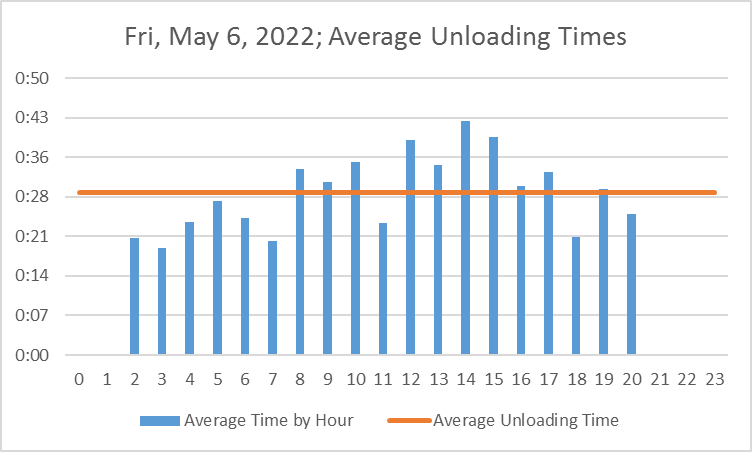 Fri, May 6, 2022; Average Unloading Times
0:50
0:43
0:36
0:28
0:21
0:14
0:07
0:00
0 1 2 3 4 5 6 7 8 9 10 11 12 13 14 15 16 17 18 19 20 21 22 23
Average Time by Hour Average Unloading Time